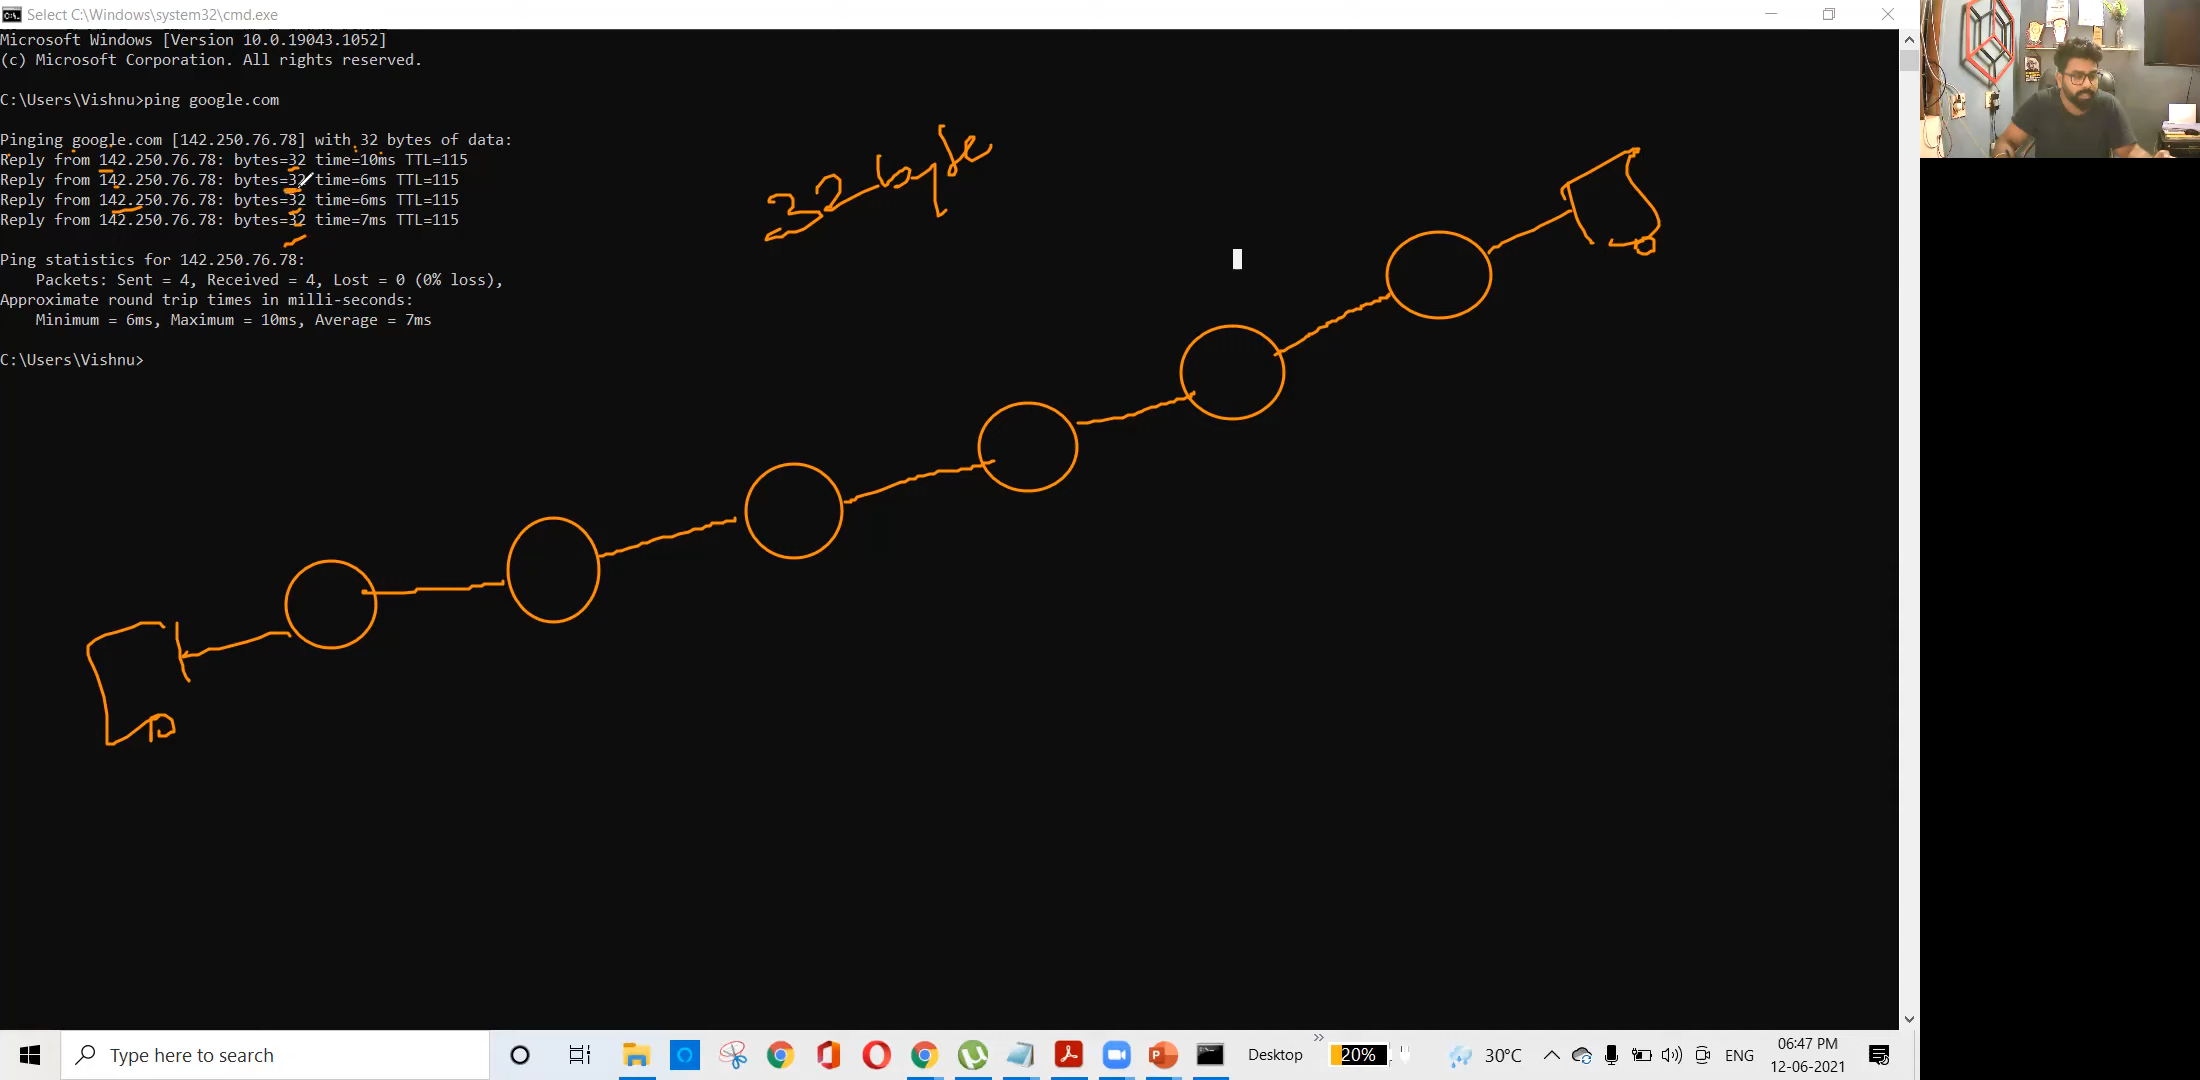 Select C:\Windows\system32\cmd.exe
Microsoft Windows [Version 10.0.19043.1052]
(c) Microsoft Corporation. All rights reserved.
C:\Users\Vishnu>ping google.com
Pinging google.com [142.250.76.78] with 32 bytes of data:
Reply from 142.250.76.78: bytes=32 time=10ms TTL=115
Reply from 142.250.76.78: bytes=32 time=6ms TTL=115
Reply from 142.250.76.78: bytes=32 time=6ms TTL=115
Reply from 142.250.76.78: bytes=32 time=7ms TTL=115
Ping statistics for 142.250.76.78:
Packets: Sent = 4, Received = 4, Lost = 0 (0% loss),
Approximate round trip times in milli-seconds:
Minimum = 6ms, Maximum = 10ms, Average = 7ms
C:\Users\Vishnu>
32 byte
Type here to search
Desktop
20%
30°C
ENG
06:47 PM
12-06-2021